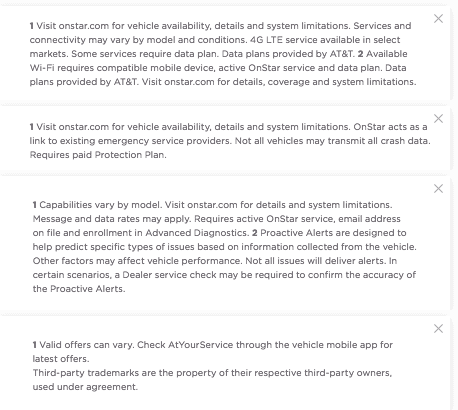 1 Visit onstar.com for vehicle availability, details and system limitations. Services and
connectivity may vary by model and conditions. 4G LTE service available in select
markets. Some services require data plan. Data plans provided by AT&T. 2 Available
Wi-Fi requires compatible mobile device, active OnStar service and data plan. Data
plans provided by AT&T. Visit onstar.com for details, coverage and system limitations.
1 Visit onstar.com for vehicle availability, details and system limitations. OnStar acts as a
link to existing emergency service providers. Not all vehicles may transmit all crash data.
Requires paid Protection Plan.
1 Capabilities vary by model. Visit onstar.com for details and system limitations.
Message and data rates may apply. Requires active OnStar service, email address
on file and enrollment in Advanced Diagnostics. 2 Proactive Alerts are designed to
help predict specific types of issues based on information collected from the vehicle.
Other factors may affect vehicle performance. Not all issues will deliver alerts. In
certain scenarios, a Dealer service check may be required to confirm the accuracy of
the Proactive Alerts.
1 Valid offers can vary. Check AtYourService through the vehicle mobile app for
latest offers.
Third-party trademarks are the property of their respective third-party owners,
used under agreement.